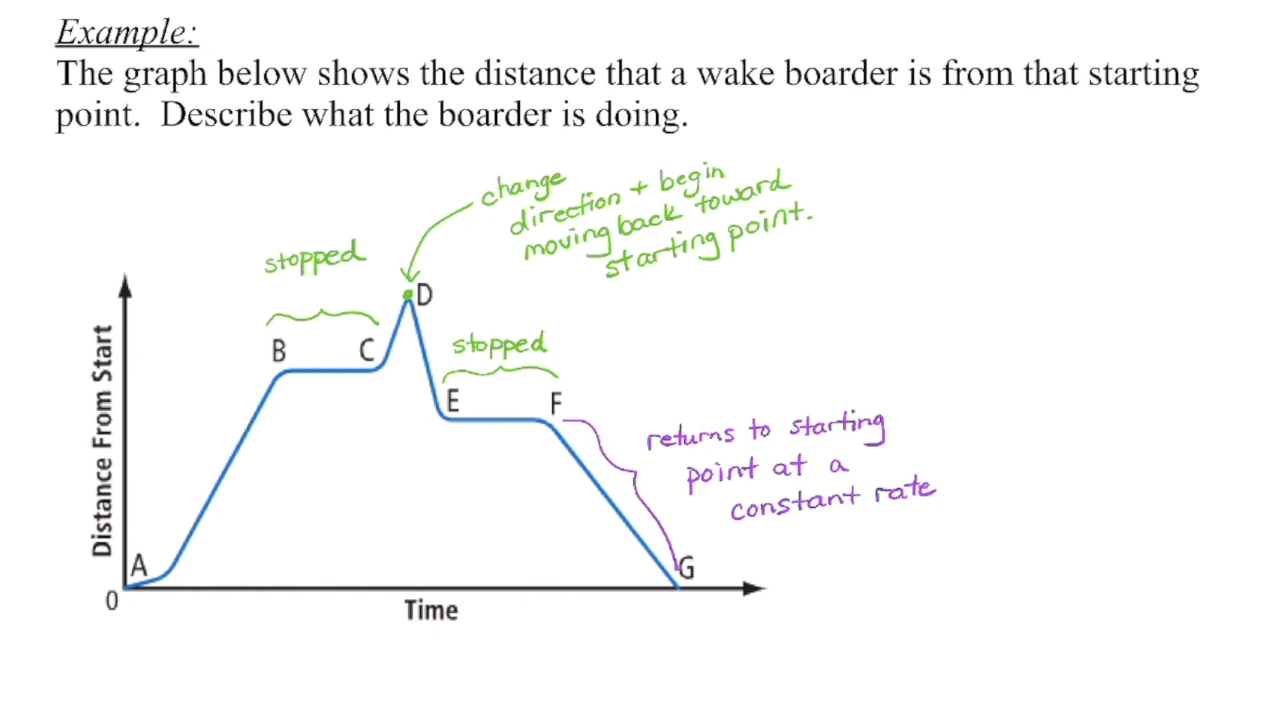 Example:
The graph below shows the distance that a wake boarder is from that starting
point. Describe what the boarder is doing.
change
direction + begin
moving back toward
starting point.
stopped
D
B
C
stopped
E
F
returns to starting
point at a
constant rate
Distance From Start
A
G
0
Time